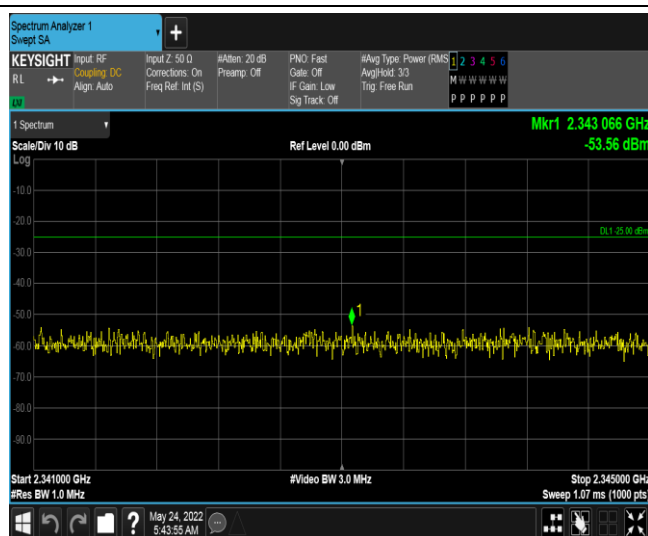 Spectrum Analyzer 1
Swept SA
+
KEYSIGHT Input: RF Input Z: 50 Ω #Atten: 20 dB PNO: Fast #Avg Type: Power (RMS 1 2 3 4 5 6
RL Coupling: DC Corrections: On Preamp: Off Gate: Off Avg|Hold: 3/3 M W W W W W
Align: Auto Freq Ref: Int (S) IF Gain: Low Trig: Free Run
Sig Track: Off P P P P P P
LXI
1 Spectrum Mkr1 2.343 066 GHz
Scale/Div 10 dB Ref Level 0.00 dBm -53.56 dBm
Log
-10.0
-20.0
DL1 -25.00 dBm
-30.0
-40.0
-50.0
1
-60.0
-70.0
-80.0
-90.0
Start 2.341000 GHz #Video BW 3.0 MHz Stop 2.345000 GHz
#Res BW 1.0 MHz Sweep 1.07 ms (1000 pts)
? May 24, 2022
5:43:55 AM